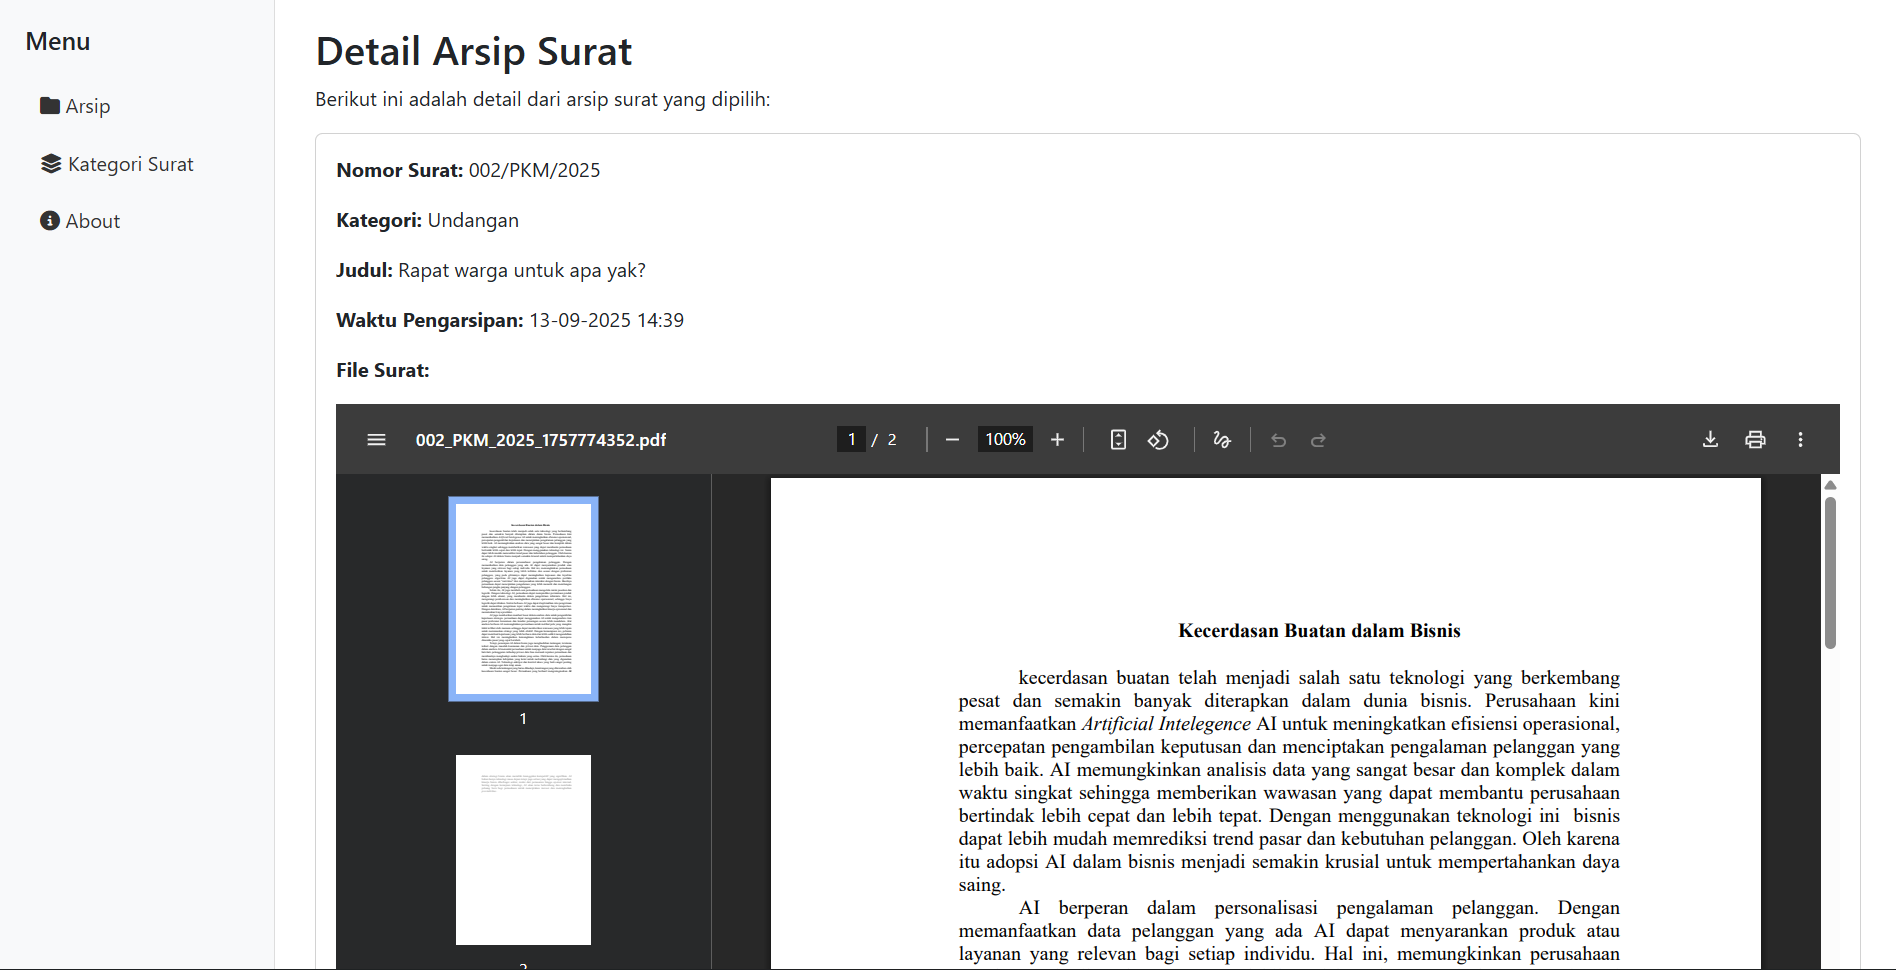 Menu
Arsip
Kategori Surat
About
Detail Arsip Surat
Berikut ini adalah detail dari arsip surat yang dipilih:
Nomor Surat: 002/PKM/2025
Kategori: Undangan
Judul: Rapat warga untuk apa yak?
Waktu Pengarsipan: 13-09-2025 14:39
File Surat:
002_PKM_2025_1757774352.pdf
1 / 2
100%
1
Kecerdasan Buatan dalam Bisnis
kecerdasan buatan telah menjadi salah satu teknologi yang berkembang
pesat dan semakin banyak diterapkan dalam dunia bisnis. Perusahaan kini
memanfaatkan Artificial Intelegence AI untuk meningkatkan efisiensi operasional,
percepatan pengambilan keputusan dan menciptakan pengalaman pelanggan yang
lebih baik. AI memungkinkan analisis data yang sangat besar dan komplek dalam
waktu singkat sehingga memberikan wawasan yang dapat membantu perusahaan
bertindak lebih cepat dan lebih tepat. Dengan menggunakan teknologi ini  bisnis
dapat lebih mudah memrediksi trend pasar dan kebutuhan pelanggan. Oleh karena
itu adopsi AI dalam bisnis menjadi semakin krusial untuk mempertahankan daya
saing.
AI berperan dalam personalisasi pengalaman pelanggan. Dengan
memanfaatkan data pelanggan yang ada AI dapat menyarankan produk atau
layanan yang relevan bagi setiap individu. Hal ini, memungkinkan perusahaan